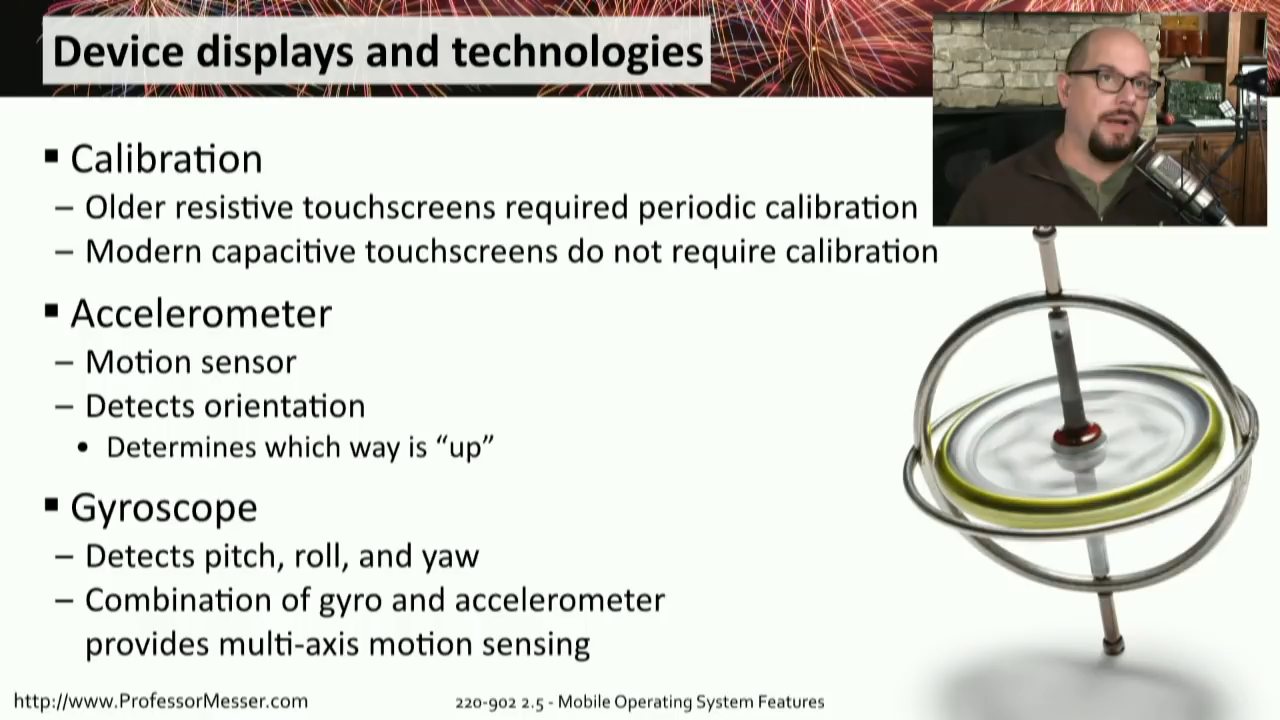 Device displays and technologies
▪ Calibration
– Older resistive touchscreens required periodic calibration
– Modern capacitive touchscreens do not require calibration
▪ Accelerometer
– Motion sensor
– Detects orientation
• Determines which way is “up”
▪ Gyroscope
– Detects pitch, roll, and yaw
– Combination of gyro and accelerometer
provides multi-axis motion sensing
http://www.ProfessorMesser.com
220-902 2.5 - Mobile Operating System Features